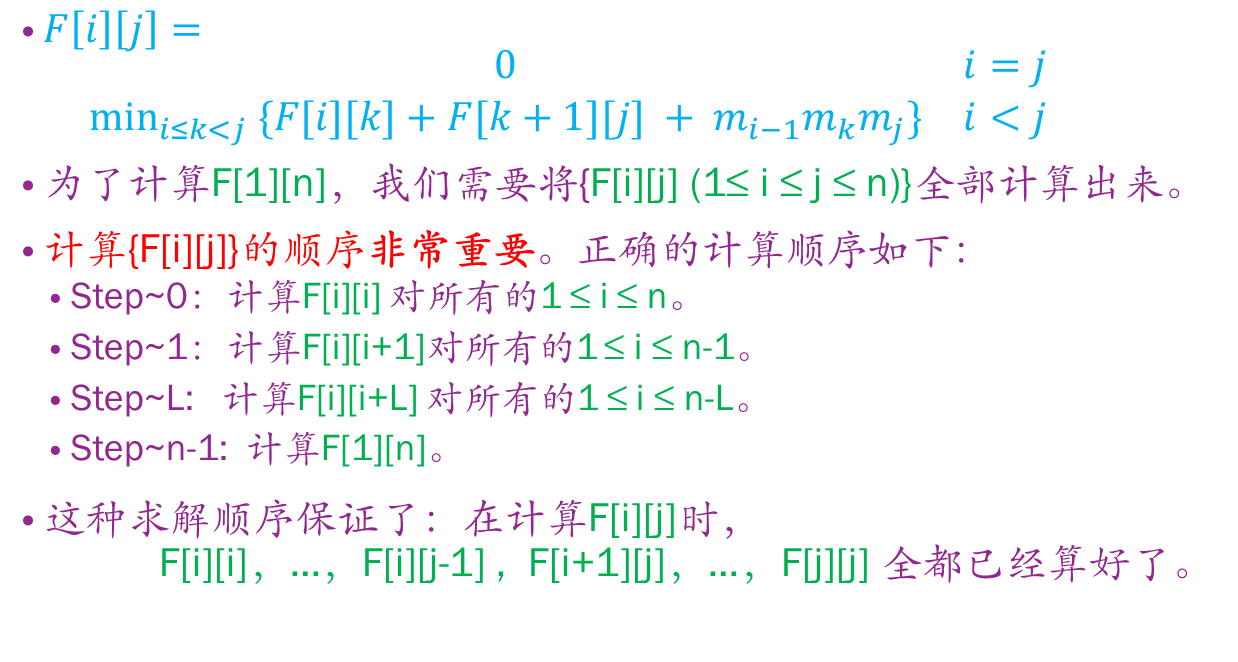 • F[i][j] =
0 i = j
min_{i≤k<j} {F[i][k] + F[k + 1][j] + m_{i−1}m_km_j} i < j
• 为了计算F[1][n]，我们需要将{F[i][j] (1≤ i ≤ j ≤ n)}全部计算出来。
• 计算{F[i][j]}的顺序非常重要。正确的计算顺序如下：
• Step~0：计算F[i][i] 对所有的1 ≤ i ≤ n。
• Step~1：计算F[i][i+1]对所有的1 ≤ i ≤ n-1。
• Step~L: 计算F[i][i+L] 对所有的1 ≤ i ≤ n-L。
• Step~n-1: 计算F[1][n]。
• 这种求解顺序保证了：在计算F[i][j]时，
F[i][i]，…，F[i][j-1]，F[i+1][j]，…，F[j][j] 全都已经算好了。